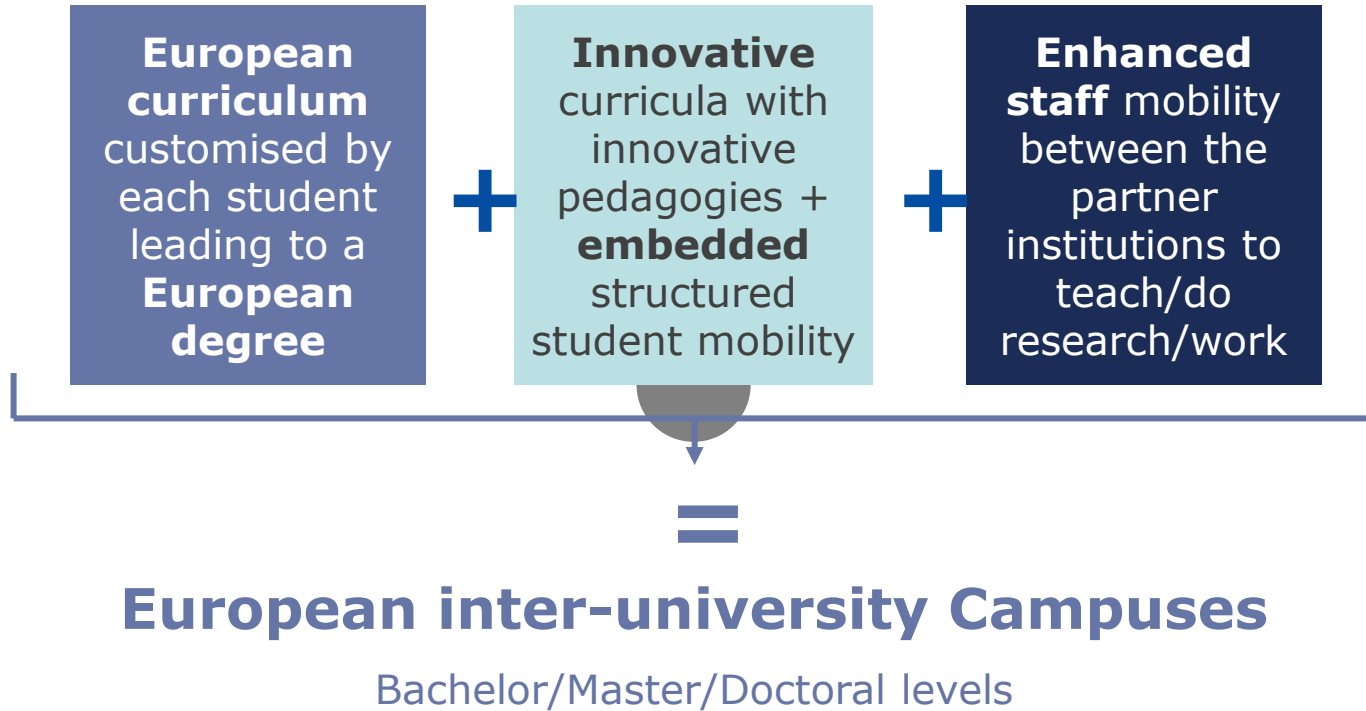 European
curriculum
customised by
each student
leading to a
European
degree
+
Innovative
curricula with
innovative
pedagogies +
embedded
structured
student mobility
+
Enhanced
staff mobility
between the
partner
institutions to
teach/do
research/work
=
European inter-university Campuses
Bachelor/Master/Doctoral levels